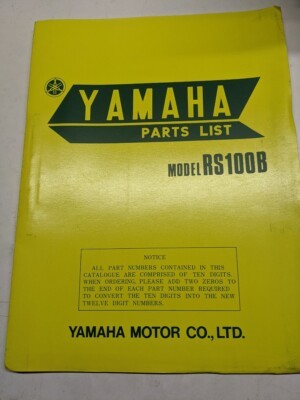 YAMAHA
PARTS LIST
MODEL RS100B
NOTICE
ALL PART NUMBERS CONTAINED IN THIS
CATALOGUE ARE COMPRISED OF TEN DIGITS.
WHEN ORDERING, PLEASE ADD TWO ZEROS TO
THE END OF EACH PART NUMBER REQUIRED
TO CONVERT THE TEN DIGITS INTO THE NEW
TWELVE DIGIT NUMBERS.
YAMAHA MOTOR CO., LTD.